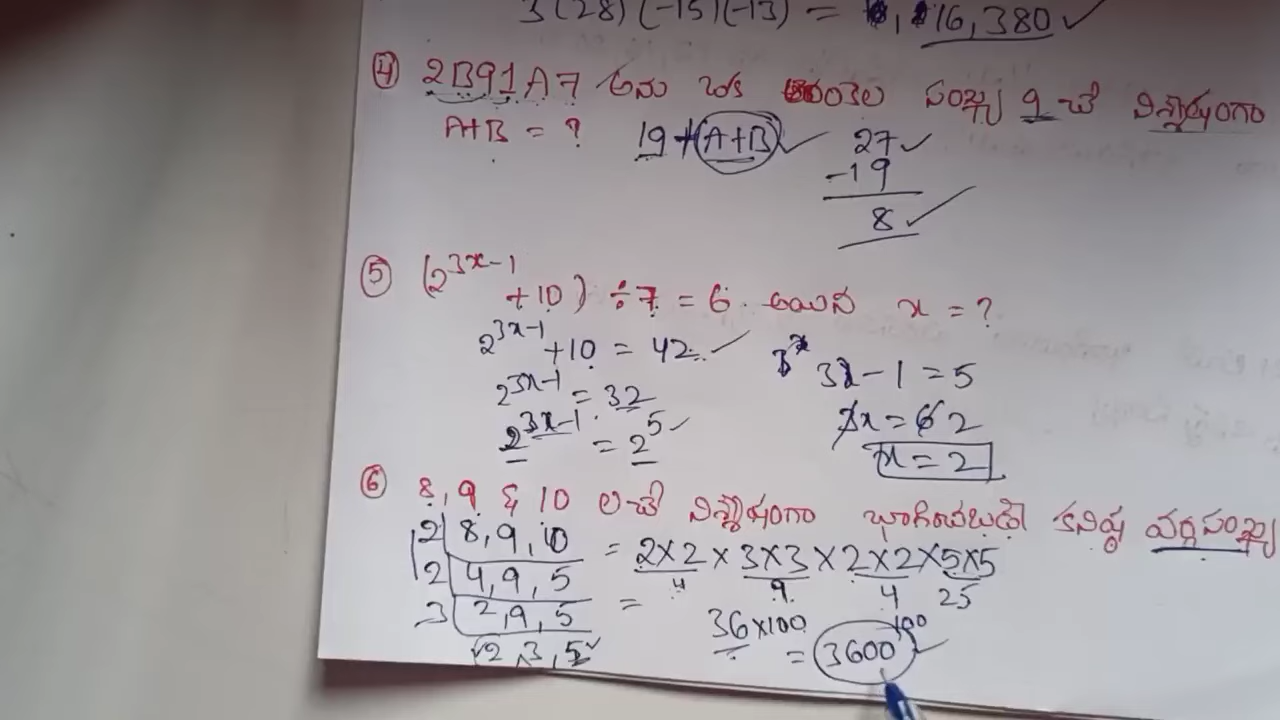 3(28)(-15)(-13) = 16,380 ✓
④ 2B91A7 అను ఒక అంకెల సంఖ్య 9 చే నిశ్శేషంగా
A+B = ? 19+(A+B) ✓ 27 ✓
-19
8 ✓
⑤ (2^{3x-1} +10) ÷ 7 = 6 అయిన x = ?
2^{3x-1} +10 = 42 ✓
3x-1 = 5
2^{3x-1} = 32
3x = 6 2
2^{3x-1} = 2^5 ✓
x = 2
⑥ 8, 9 & 10 లచే నిశ్శేషంగా భాగించబడే కనిష్ఠ వర్గసంఖ్య
2 8, 9, 10 = 2×2 × 3×3 × 2×2 × 5×5
2 4, 9, 5 = 4 9 4 25
3 2, 9, 5 36×100 100
2, 3, 5 ✓ = 3600 ✓